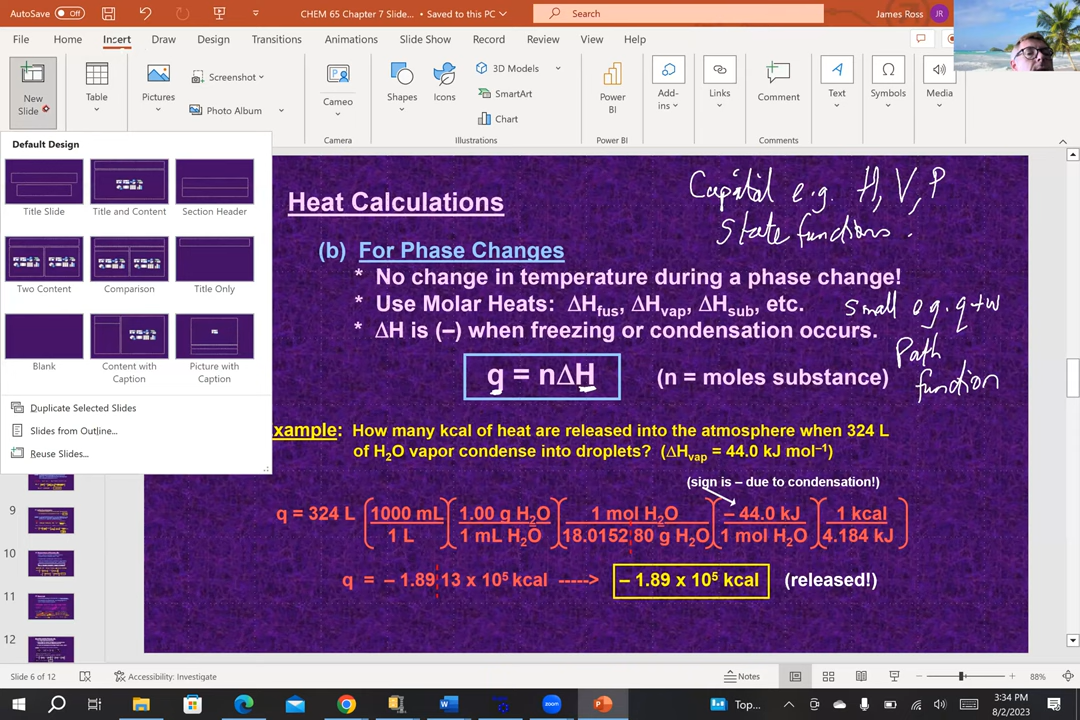 AutoSave Off CHEM 65 Chapter 7 Slide... • Saved to this PC Search James Ross JR
File Home Insert Draw Design Transitions Animations Slide Show Record Review View Help
New Slide Table Pictures Screenshot Photo Album Cameo Shapes Icons 3D Models SmartArt Chart Power BI Add-ins Links Comment Text Symbols Media
Camera Illustrations Power BI Comments
Default Design
Title Slide Title and Content Section Header
Two Content Comparison Title Only
Blank Content with Caption Picture with Caption
Duplicate Selected Slides
Slides from Outline...
Reuse Slides...
9
10
11
12
Heat Calculations
Capital e.g. H, V, P
State functions.
(b) For Phase Changes
* No change in temperature during a phase change!
* Use Molar Heats: ΔHfus, ΔHvap, ΔHsub, etc.
* ΔH is (–) when freezing or condensation occurs.
small e.g. q + w
Path
function
q = nΔH (n = moles substance)
xample: How many kcal of heat are released into the atmosphere when 324 L
of H₂O vapor condense into droplets? (ΔHvap = 44.0 kJ mol⁻¹)
(sign is – due to condensation!)
q = 324 L (1000 mL / 1 L) (1.00 g H₂O / 1 mL H₂O) (1 mol H₂O / 18.0152 80 g H₂O) (– 44.0 kJ / 1 mol H₂O) (1 kcal / 4.184 kJ)
q = – 1.89 13 x 10⁵ kcal -----> – 1.89 x 10⁵ kcal (released!)
Slide 6 of 12 Accessibility: Investigate Notes 88%
zoom Top... 3:34 PM
8/2/2023